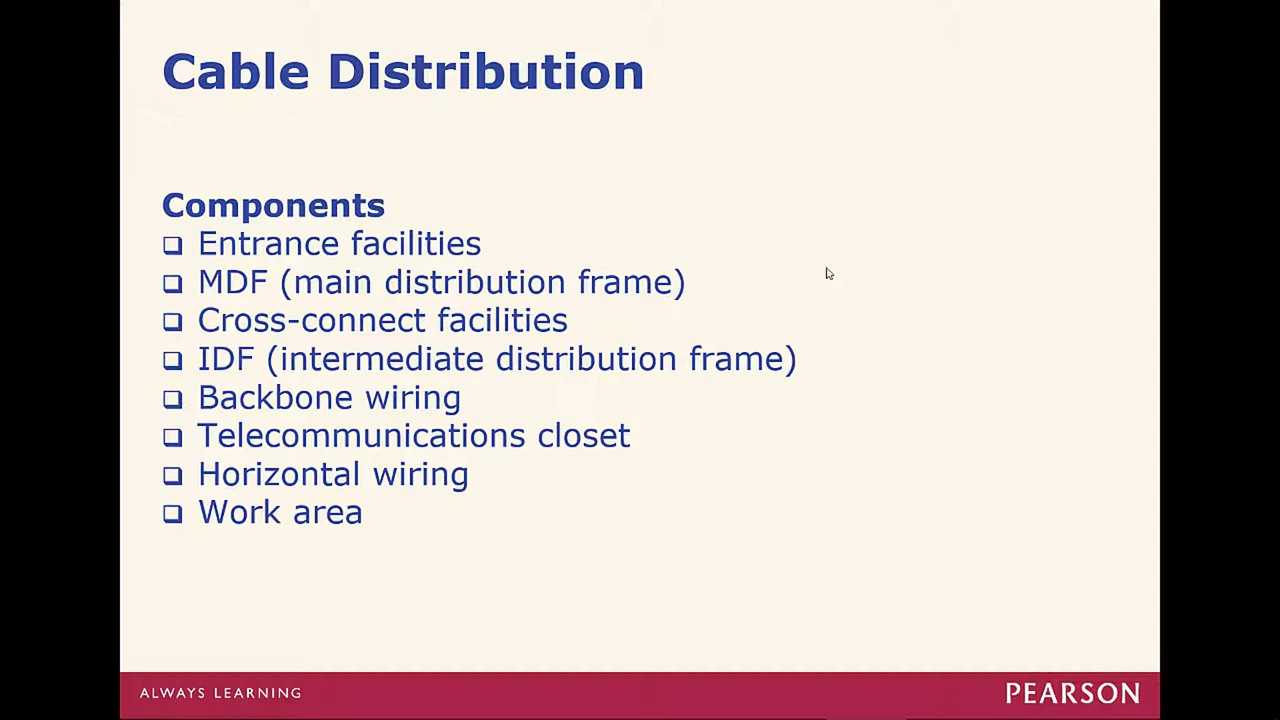 Cable Distribution
Components
❑ Entrance facilities
❑ MDF (main distribution frame)
❑ Cross-connect facilities
❑ IDF (intermediate distribution frame)
❑ Backbone wiring
❑ Telecommunications closet
❑ Horizontal wiring
❑ Work area
ALWAYS LEARNING
PEARSON